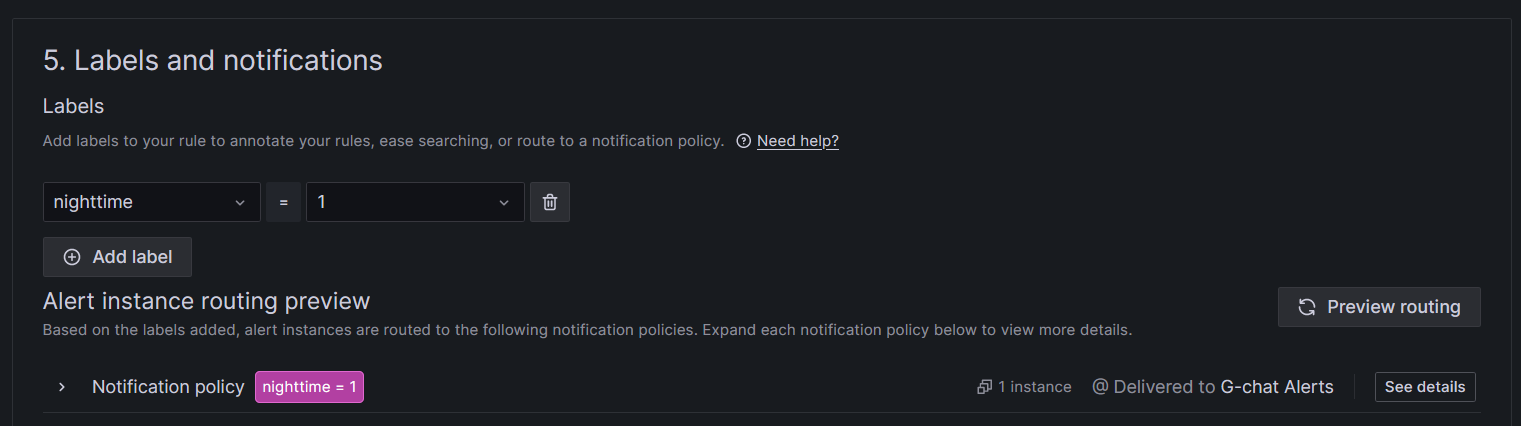 5. Labels and notifications
Labels
Add labels to your rule to annotate your rules, ease searching, or route to a notification policy. Need help?
nighttime = 1
Add label
Alert instance routing preview
Preview routing
Based on the labels added, alert instances are routed to the following notification policies. Expand each notification policy below to view more details.
Notification policy nighttime = 1 1 instance @ Delivered to G-chat Alerts See details